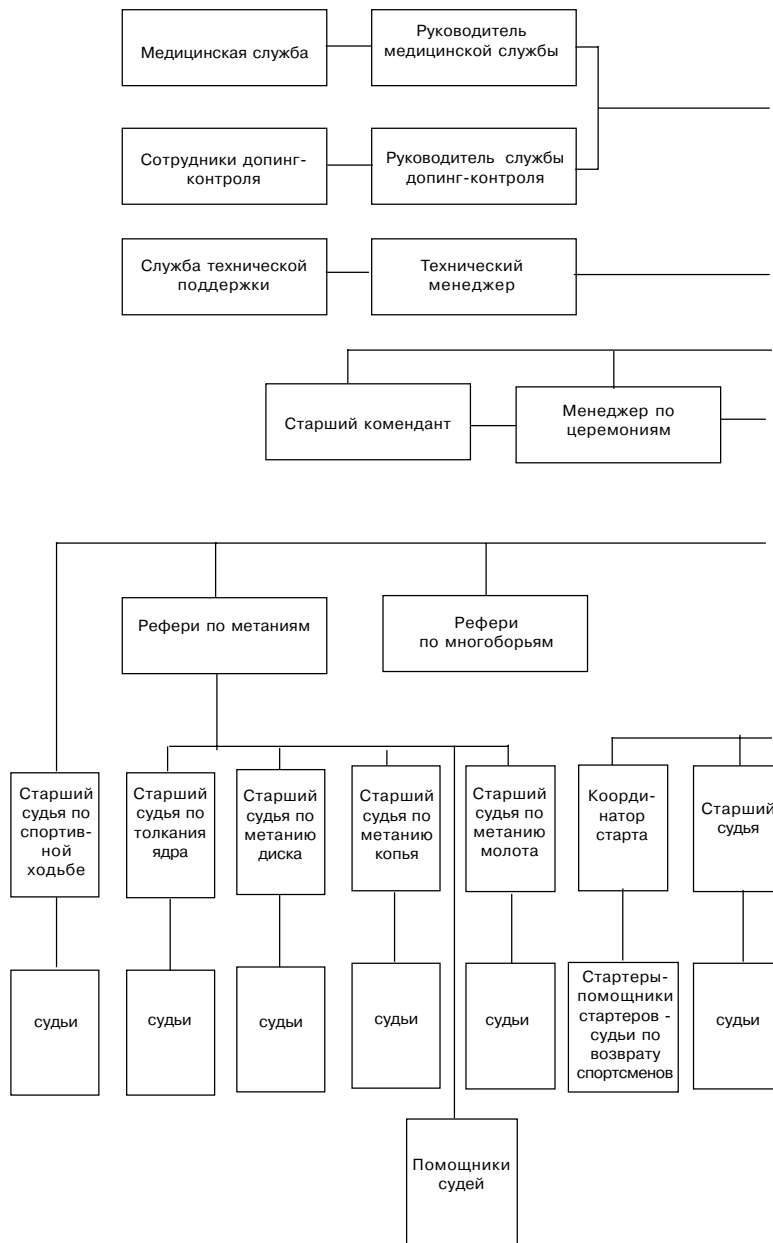 Медицинская служба
Руководитель
медицинской службы
Сотрудники допинг-
контроля
Руководитель службы
допинг-контроля
Служба технической
поддержки
Технический
менеджер
Старший комендант
Менеджер по
церемониям
Рефери по метаниям
Рефери
по многоборьям
Старший
судья по
спортив-
ной
ходьбе
Старший
судья по
толкания
ядра
Старший
судья по
метанию
диска
Старший
судья по
метанию
копья
Старший
судья по
метанию
молота
Коорди-
натор
старта
Старший
судья
судьи
судьи
судьи
судьи
судьи
Стартеры-
помощники
стартеров -
судьи по
возврату
спортсменов
судьи
Помощники
судей